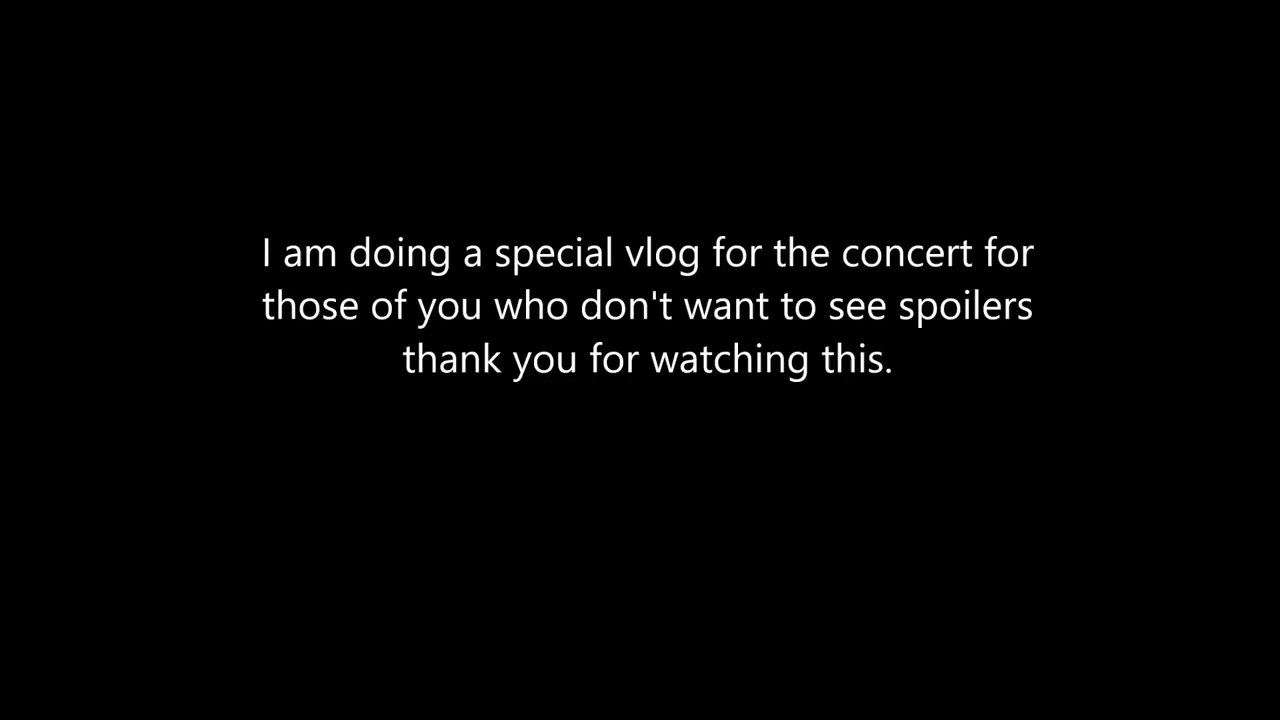 I am doing a special vlog for the concert for
those of you who don't want to see spoilers
thank you for watching this.